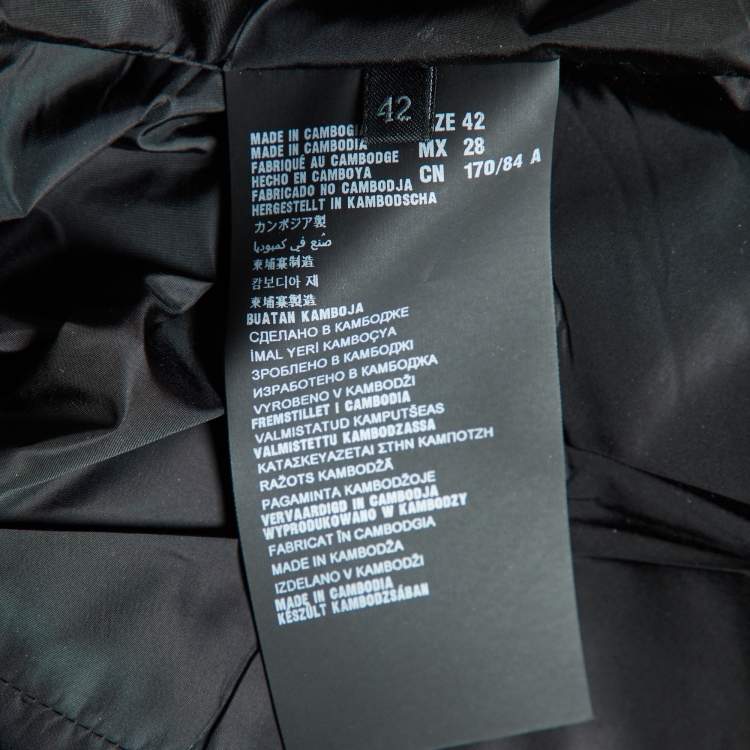 42
MADE IN CAMBOGIA SIZE 42
MADE IN CAMBODIA MX 28
FABRIQUÉ AU CAMBODGE CN 170/84 A
HECHO EN CAMBOYA
FABRICADO NO CAMBODJA
HERGESTELLT IN KAMBODSCHA
カンボジア製
صُنع في كمبوديا
柬埔寨制造
캄보디아 제
柬埔寨製造
BUATAN KAMBOJA
СДЕЛАНО В КАМБОДЖЕ
İMAL YERİ KAMBOÇYA
ЗРОБЛЕНО В КАМБОДЖІ
ИЗРАБОТЕНО В КАМБОДЖА
VYROBENO V KAMBODŽI
FREMSTILLET I CAMBODIA
VALMISTATUD KAMPUTŠEAS
VALMISTETTU KAMBODZASSA
ΚΑΤΑΣΚΕΥΑΖΕΤΑΙ ΣΤΗΝ ΚΑΜΠΟΤΖΗ
RAŽOTS KAMBODŽĀ
PAGAMINTA KAMBODŽOJE
VERVAARDIGD IN CAMBODJA
WYPRODUKOWANO W KAMBODZY
FABRICAT ÎN CAMBODGIA
MADE IN KAMBODŽA
IZDELANO V KAMBODŽI
MADE IN CAMBODIA
KÉSZÜLT KAMBODZSÁBAN